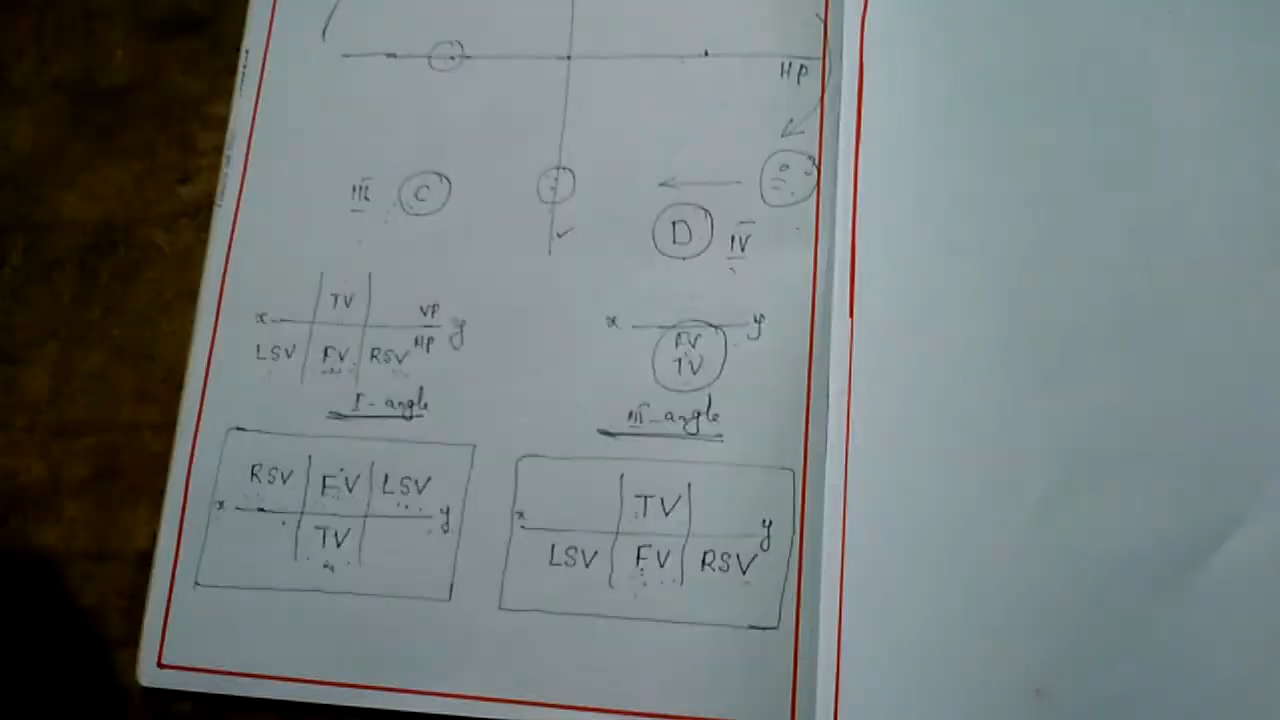 HP
III C
D IV
TV
x VP y
HP
LSV FV RSV
x y
FV
TV
I - angle
III - angle
RSV FV LSV
x y
TV
TV
x y
LSV FV RSV